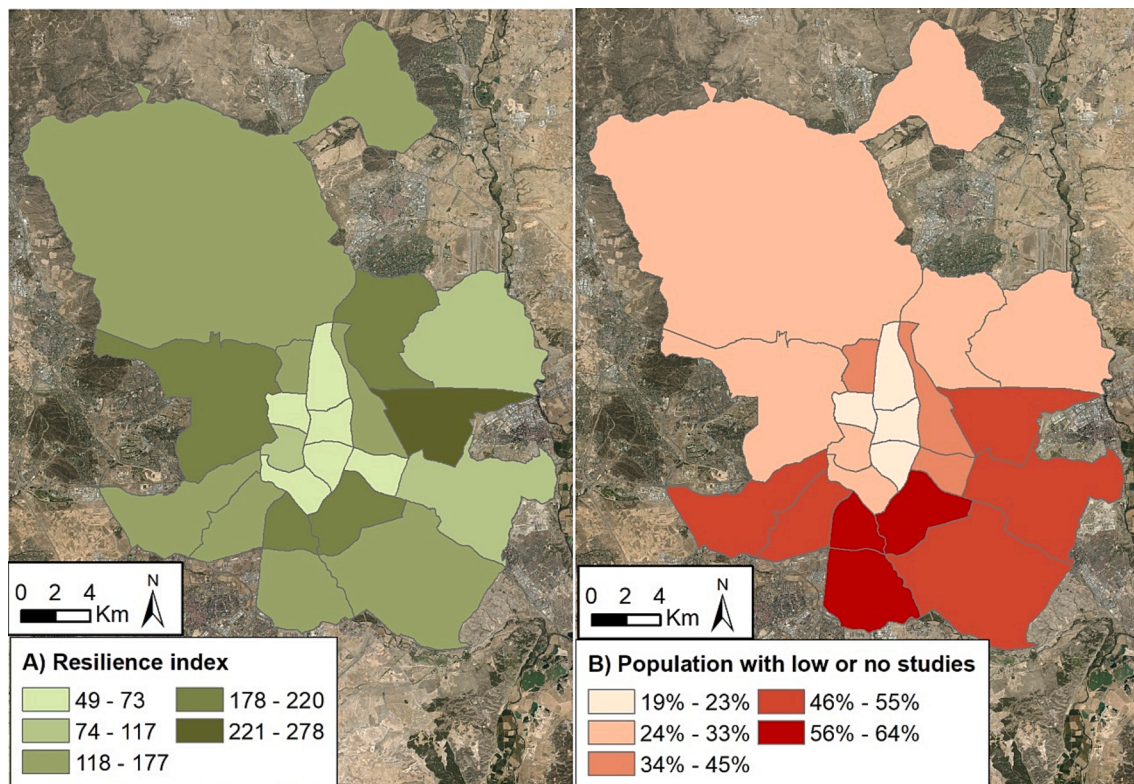 0 2 4
Km
N
A) Resilience index
49 - 73
74 - 117
118 - 177
178 - 220
221 - 278
0 2 4
Km
N
B) Population with low or no studies
19% - 23%
24% - 33%
34% - 45%
46% - 55%
56% - 64%